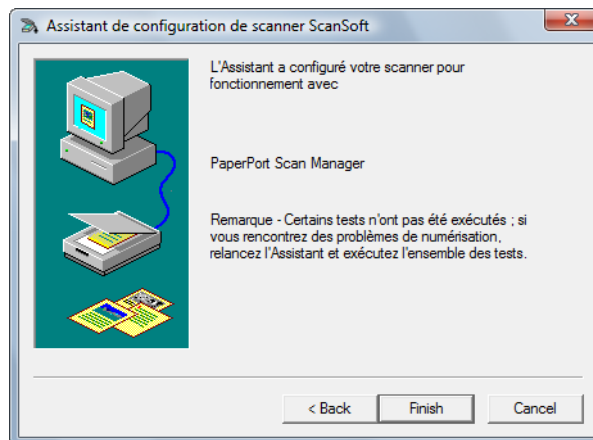 Assistant de configuration de scanner ScanSoft
L'Assistant a configuré votre scanner pour
fonctionnement avec
PaperPort Scan Manager
Remarque - Certains tests n'ont pas été exécutés ; si
vous rencontrez des problèmes de numérisation,
relancez l'Assistant et exécutez l'ensemble des tests.
< Back
Finish
Cancel